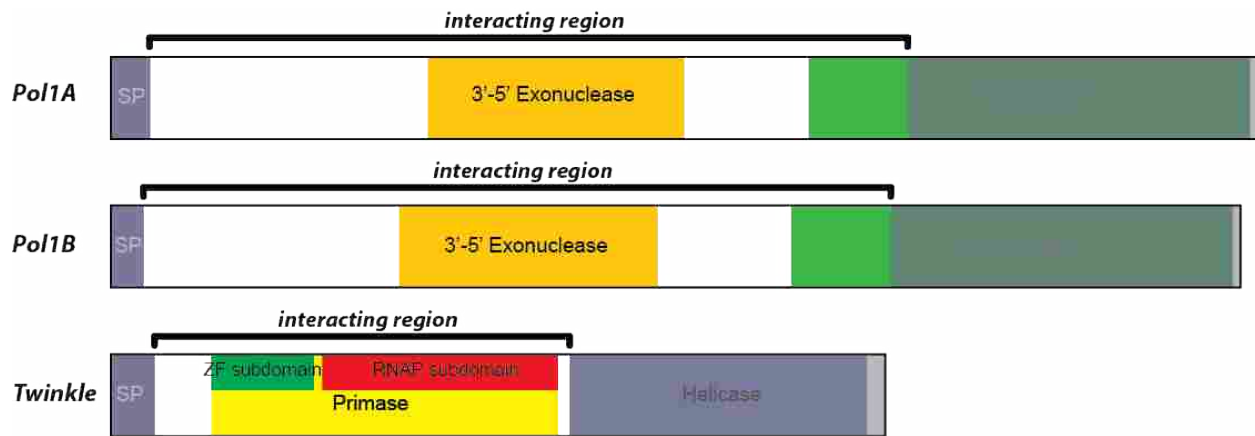 interacting region
Pol1A
SP
3'-5' Exonuclease
interacting region
Pol1B
SP
3'-5' Exonuclease
interacting region
Twinkle
SP
ZF subdomain
RNAP subdomain
Primase
Helicase